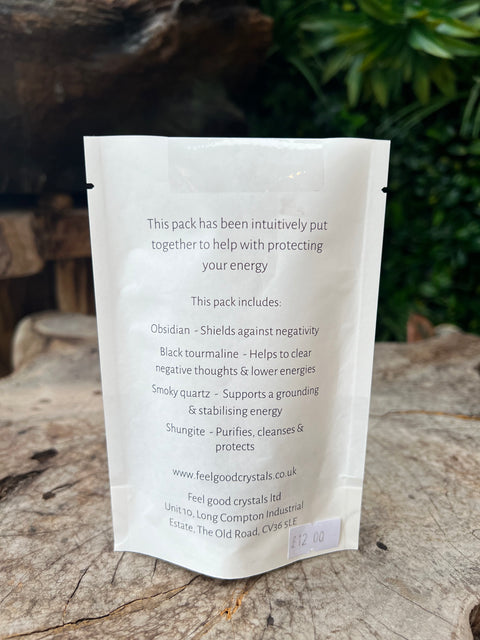 This pack has been intuitively put
together to help with protecting
your energy
This pack includes:
Obsidian - Shields against negativity
Black tourmaline - Helps to clear
negative thoughts & lower energies
Smoky quartz - Supports a grounding
& stabilising energy
Shungite - Purifies, cleanses &
protects
www.feelgoodcrystals.co.uk
Feel good crystals ltd
Unit 10, Long Compton Industrial
Estate, The Old Road, CV36 5LE
£12 00